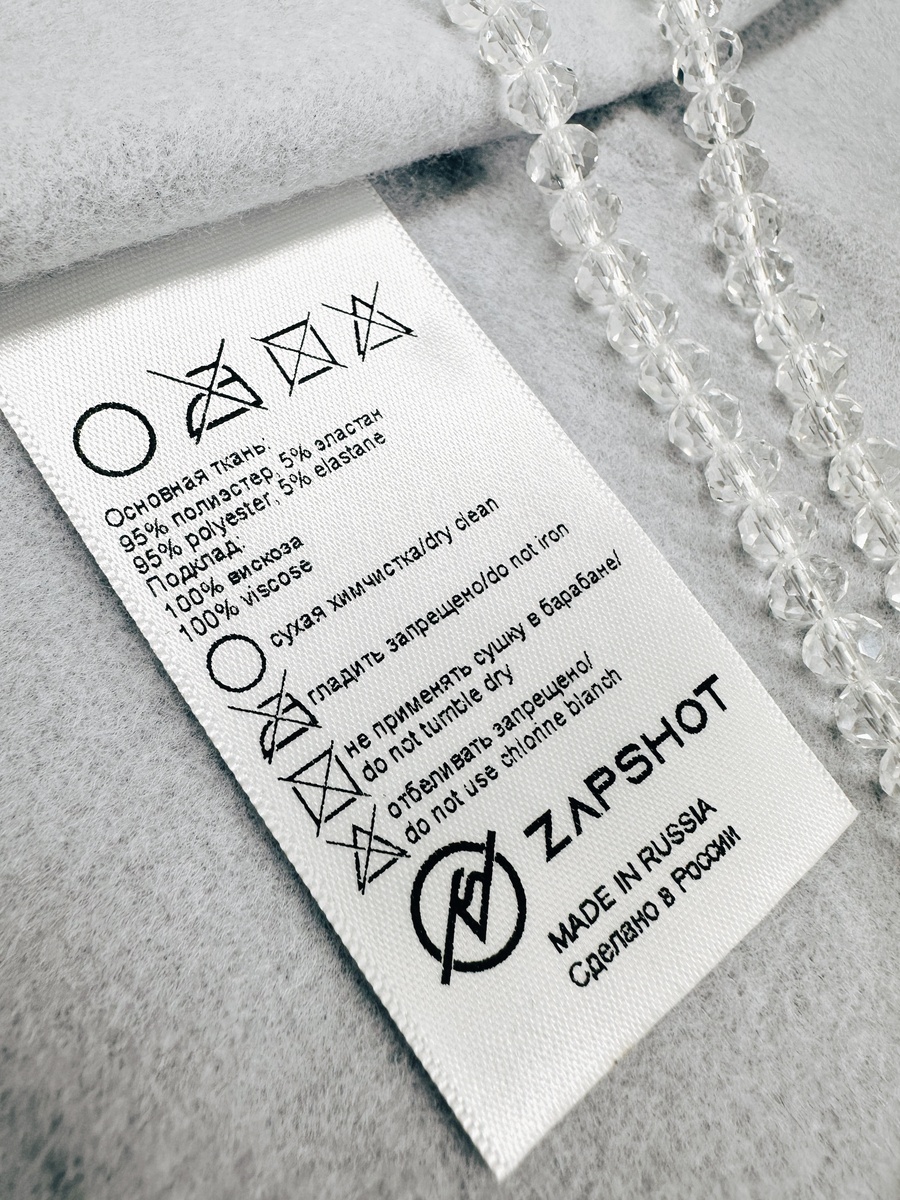 Основная ткань:
95% полиэстер, 5% эластан
95% polyester, 5% elastane
Подклад:
100% вискоза
100% viscose
сухая химчистка/dry clean
гладить запрещено/do not iron
не применять сушку в барабане/
do not tumble dry
отбеливать запрещено/
do not use chlorine blanch
ZAPSHOT
MADE IN RUSSIA
Сделано в России